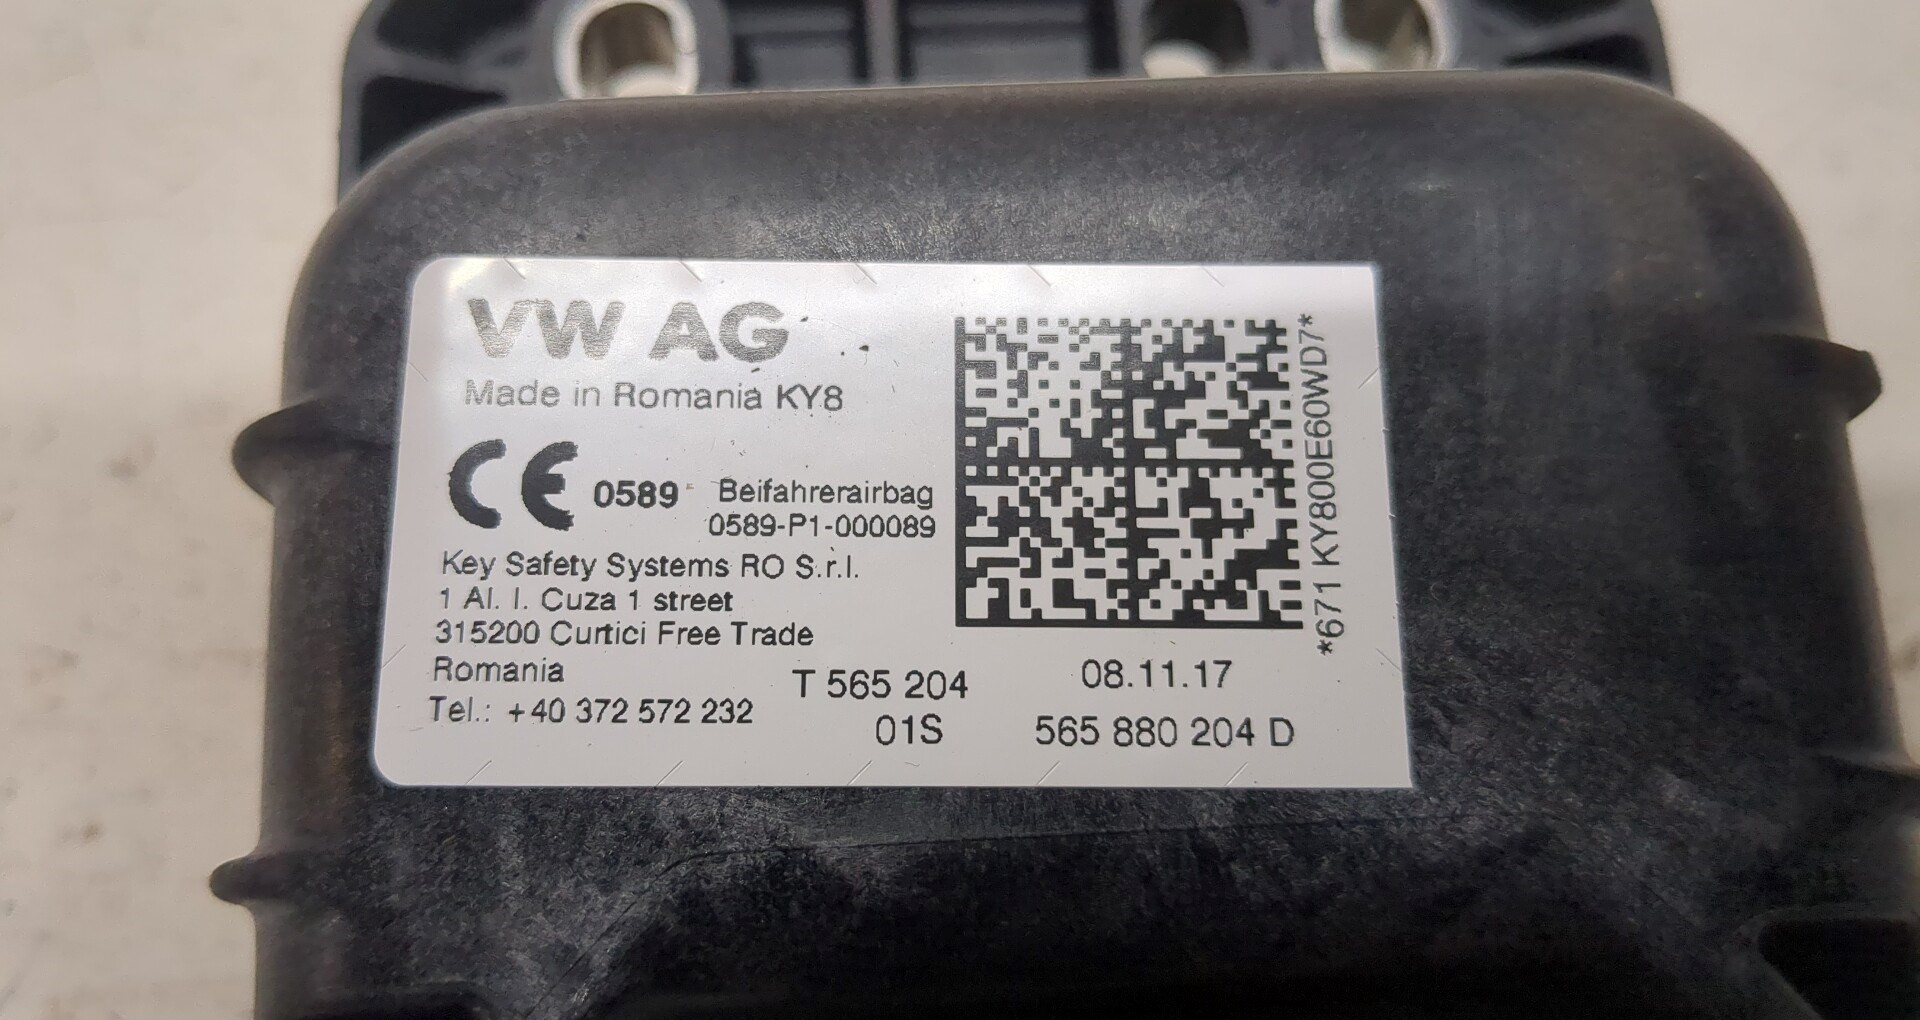 VW AG
Made in Romania KY8
CE 0589 Beifahrerairbag
0589-P1-000089
Key Safety Systems RO S.r.l.
1 Al. I. Cuza 1 street
315200 Curtici Free Trade
Romania
Tel.: +40 372 572 232
T 565 204
01S
08.11.17
565 880 204 D
*671 KY800E60WD7*